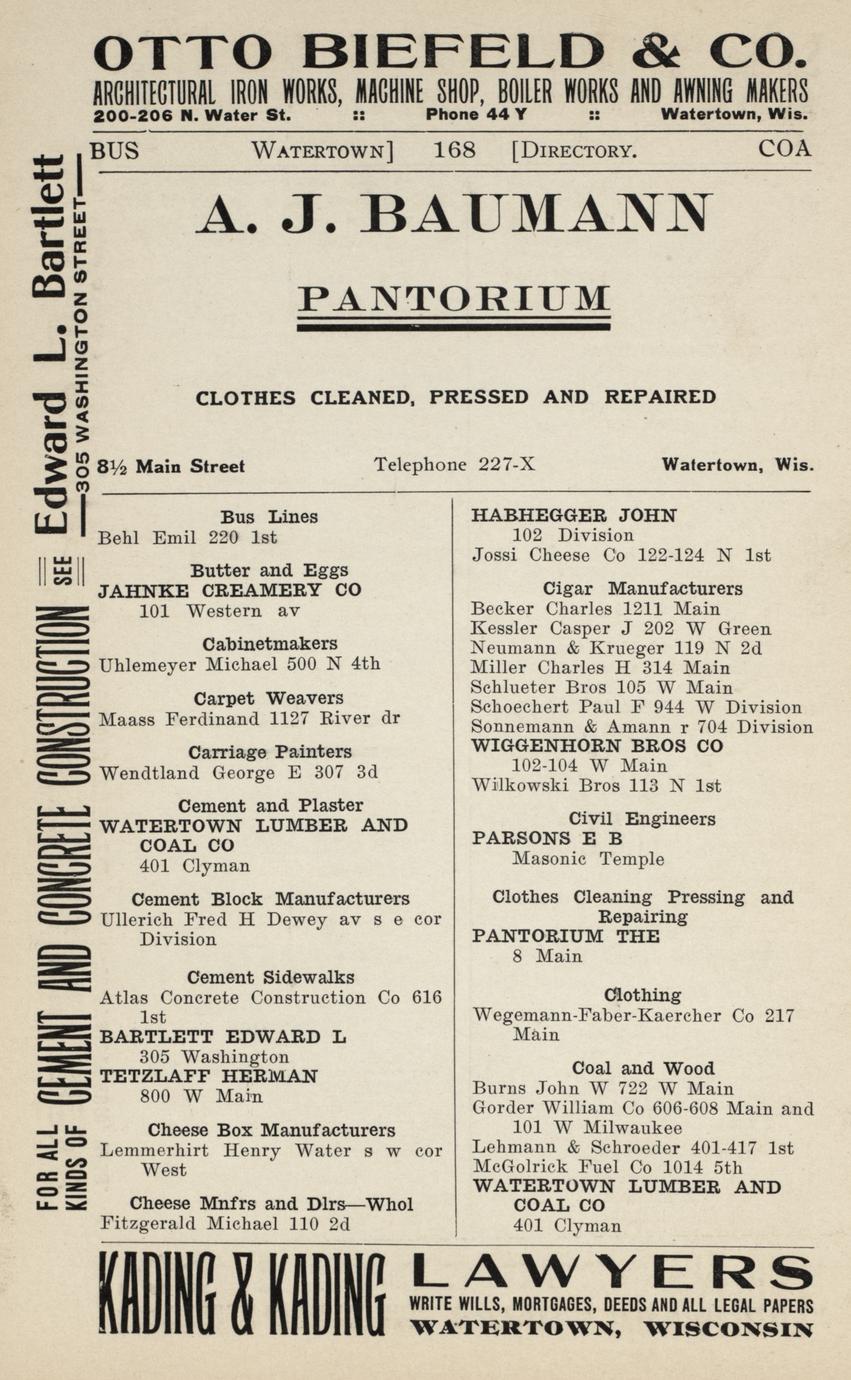 OTTO BIEFELD & CO.
ARCHITECTURAL IRON WORKS, MACHINE SHOP, BOILER WORKS AND AWNING MAKERS
200-206 N. Water St. :: Phone 44 Y :: Watertown, Wis.
BUS WATERTOWN] 168 [DIRECTORY. COA
A. J. BAUMANN
PANTORIUM
CLOTHES CLEANED, PRESSED AND REPAIRED
8½ Main Street Telephone 227-X Watertown, Wis.
Bus Lines
Behl Emil 220 1st
Butter and Eggs
JAHNKE CREAMERY CO
101 Western av
Cabinetmakers
Uhlemeyer Michael 500 N 4th
Carpet Weavers
Maass Ferdinand 1127 River dr
Carriage Painters
Wendtland George E 307 3d
Cement and Plaster
WATERTOWN LUMBER AND
COAL CO
401 Clyman
Cement Block Manufacturers
Ullerich Fred H Dewey av s e cor
Division
Cement Sidewalks
Atlas Concrete Construction Co 616
1st
BARTLETT EDWARD L
305 Washington
TETZLAFF HERMAN
800 W Main
Cheese Box Manufacturers
Lemmerhirt Henry Water s w cor
West
Cheese Mnfrs and Dlrs—Whol
Fitzgerald Michael 110 2d
HABHEGGER JOHN
102 Division
Jossi Cheese Co 122-124 N 1st
Cigar Manufacturers
Becker Charles 1211 Main
Kessler Casper J 202 W Green
Neumann & Krueger 119 N 2d
Miller Charles H 314 Main
Schlueter Bros 105 W Main
Schoechert Paul F 944 W Division
Sonnemann & Amann r 704 Division
WIGGENHORN BROS CO
102-104 W Main
Wilkowski Bros 113 N 1st
Civil Engineers
PARSONS E B
Masonic Temple
Clothes Cleaning Pressing and
Repairing
PANTORIUM THE
8 Main
Clothing
Wegemann-Faber-Kaercher Co 217
Main
Coal and Wood
Burns John W 722 W Main
Gorder William Co 606-608 Main and
101 W Milwaukee
Lehmann & Schroeder 401-417 1st
McGolrick Fuel Co 1014 5th
WATERTOWN LUMBER AND
COAL CO
401 Clyman
FOR ALL
KINDS OF
CEMENT AND CONCRETE CONSTRUCTION
SEE
Edward L. Bartlett
305 WASHINGTON STREET
KADING & KADING
LAWYERS
WRITE WILLS, MORTGAGES, DEEDS AND ALL LEGAL PAPERS
WATERTOWN, WISCONSIN